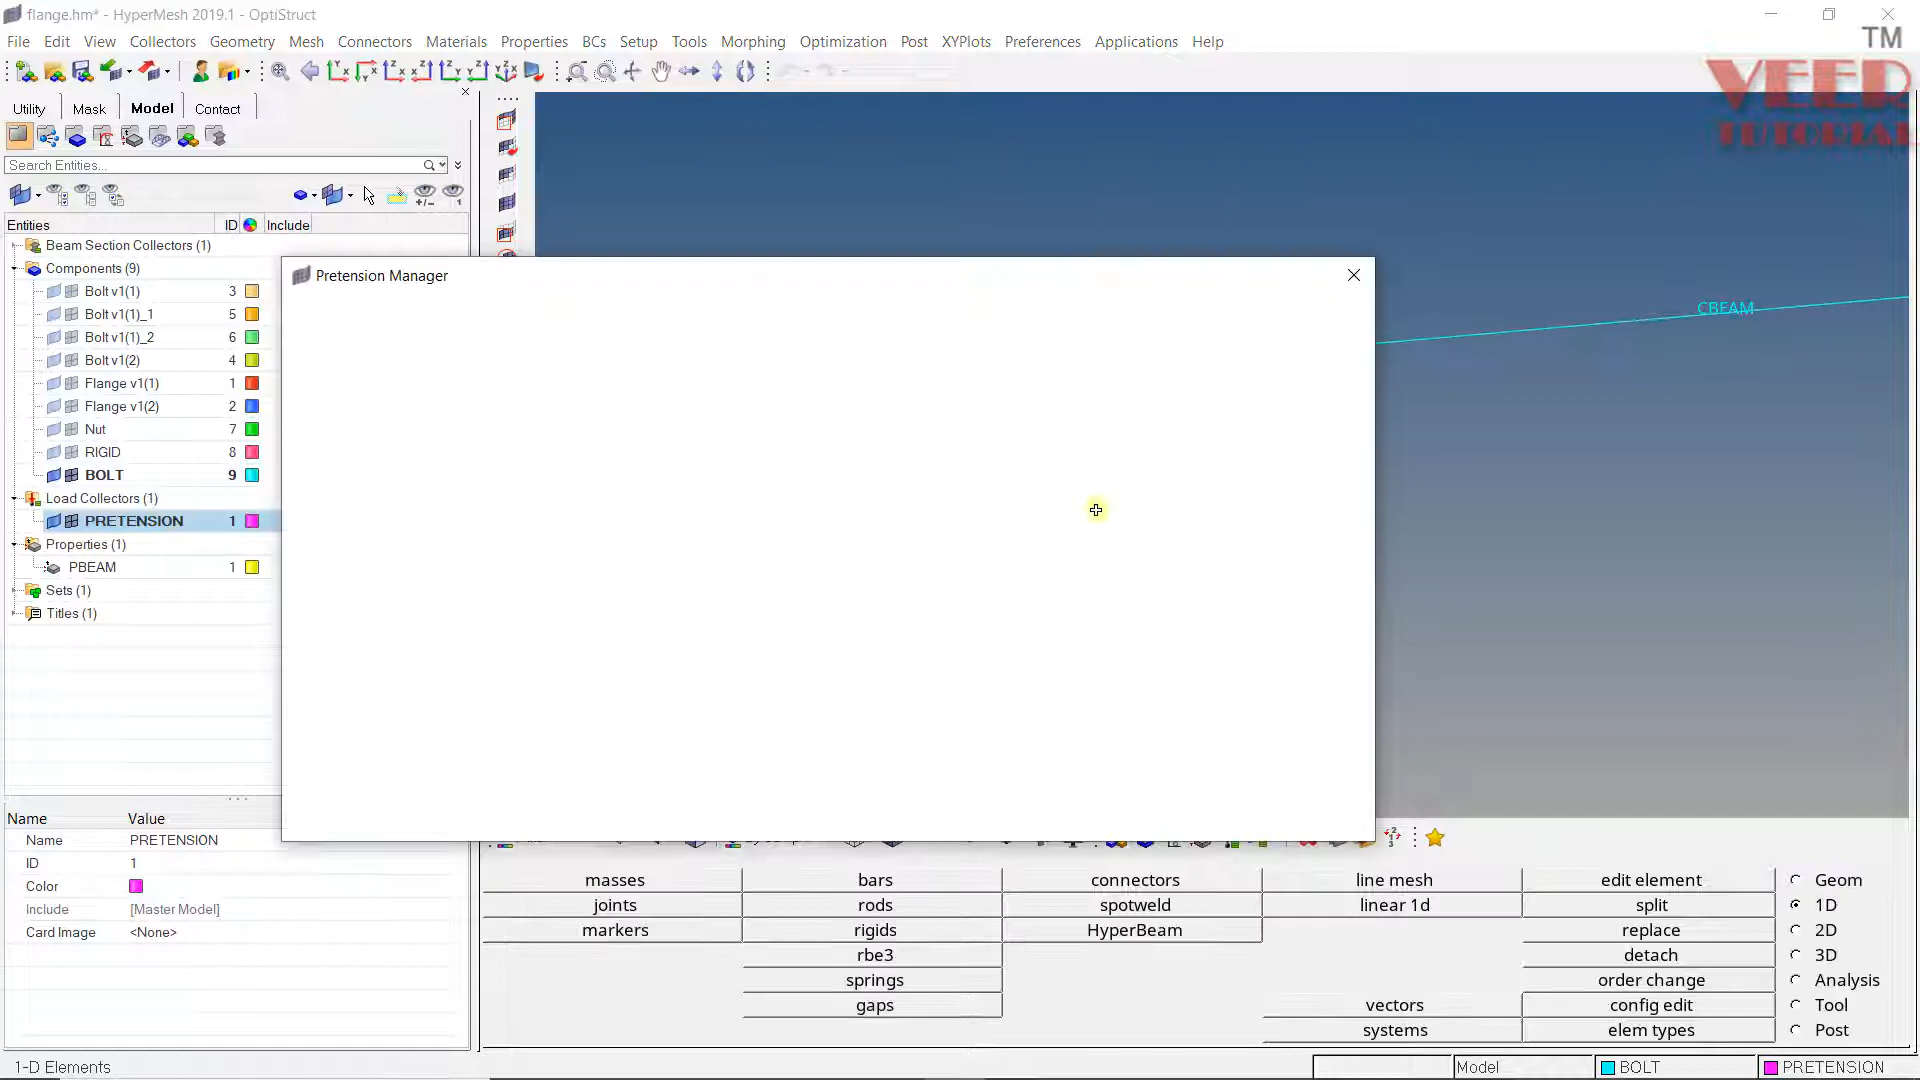 flange.hm* - HyperMesh 2019.1 - OptiStruct
TM
File Edit View Collectors Geometry Mesh Connectors Materials Properties BCs Setup Tools Morphing Optimization Post XYPlots Preferences Applications Help
VEER
TUTORIAL
Utility Mask Model Contact
Search Entities...
Entities ID Include
Beam Section Collectors (1)
Components (9)
Pretension Manager
Bolt v1(1) 3
Bolt v1(1)_1 5
Bolt v1(1)_2 6
Bolt v1(2) 4
Flange v1(1) 1
Flange v1(2) 2
Nut 7
RIGID 8
BOLT 9
Load Collectors (1)
PRETENSION 1
Properties (1)
PBEAM 1
Sets (1)
Titles (1)
CBEAM
Name Value
Name PRETENSION
ID 1
Color
Include [Master Model]
Card Image <None>
masses bars connectors line mesh edit element Geom
joints rods spotweld linear 1d split 1D
markers rigids HyperBeam replace 2D
rbe3 detach 3D
springs order change Analysis
gaps vectors config edit Tool
systems elem types Post
1-D Elements Model BOLT PRETENSION